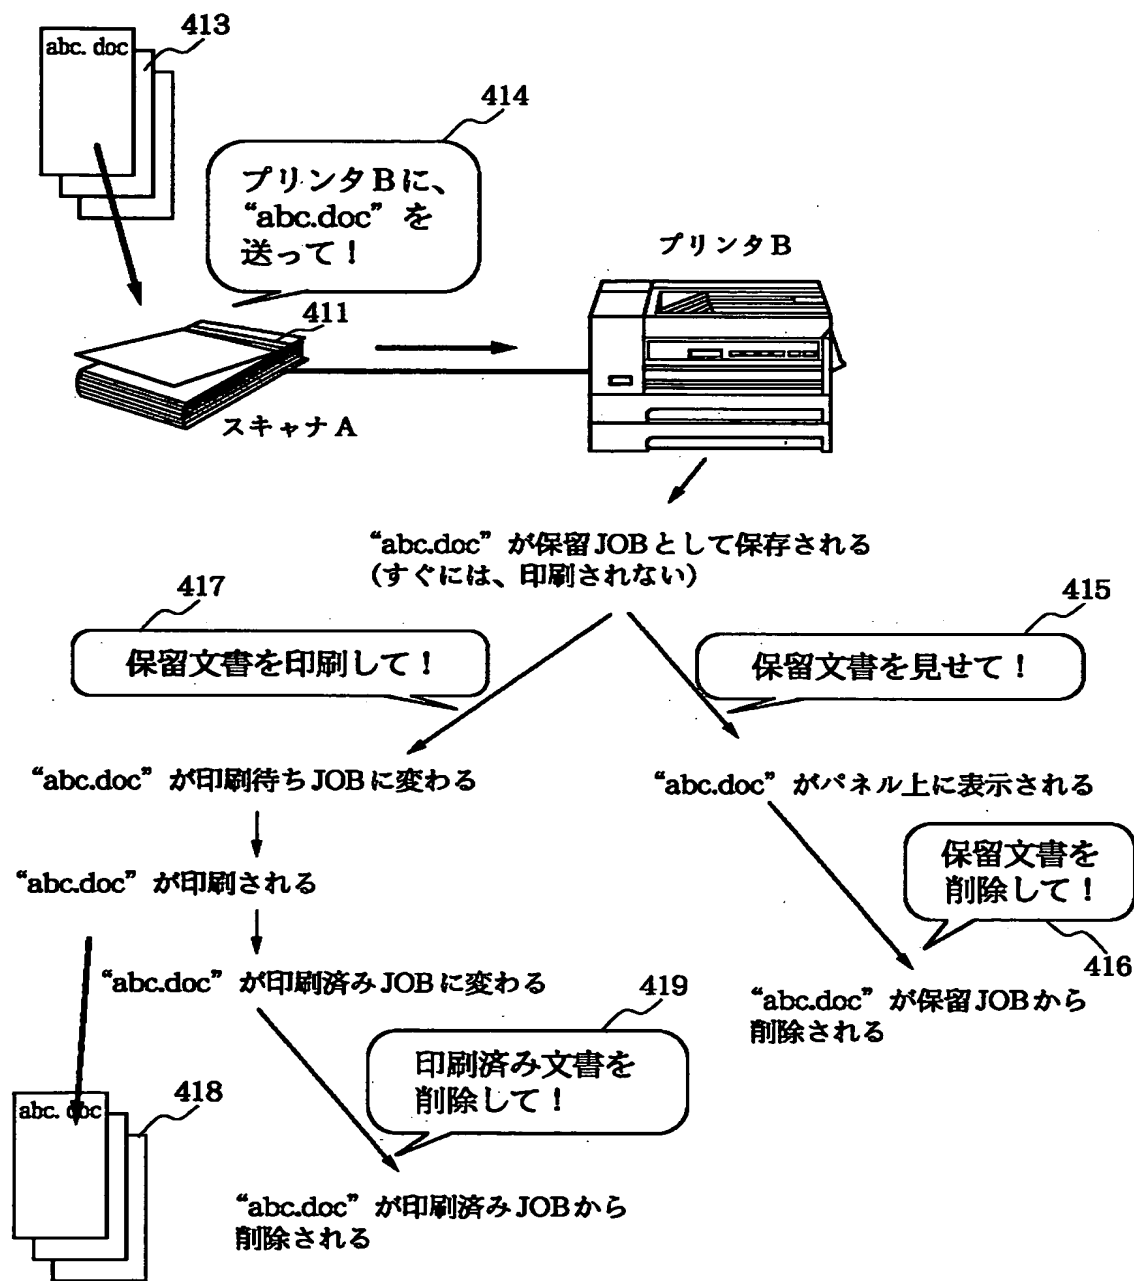 413
abc. doc
414
プリンタBに、
“abc.doc”を
送って！
プリンタB
411
スキャナA
“abc.doc”が保留JOBとして保存される
（すぐには、印刷されない）
417
415
保留文書を印刷して！
保留文書を見せて！
“abc.doc”が印刷待ちJOBに変わる
“abc.doc”がパネル上に表示される
保留文書を
削除して！
416
“abc.doc”が印刷される
“abc.doc”が印刷済みJOBに変わる
“abc.doc”が保留JOBから
削除される
419
印刷済み文書を
削除して！
418
abc. doc
“abc.doc”が印刷済みJOBから
削除される